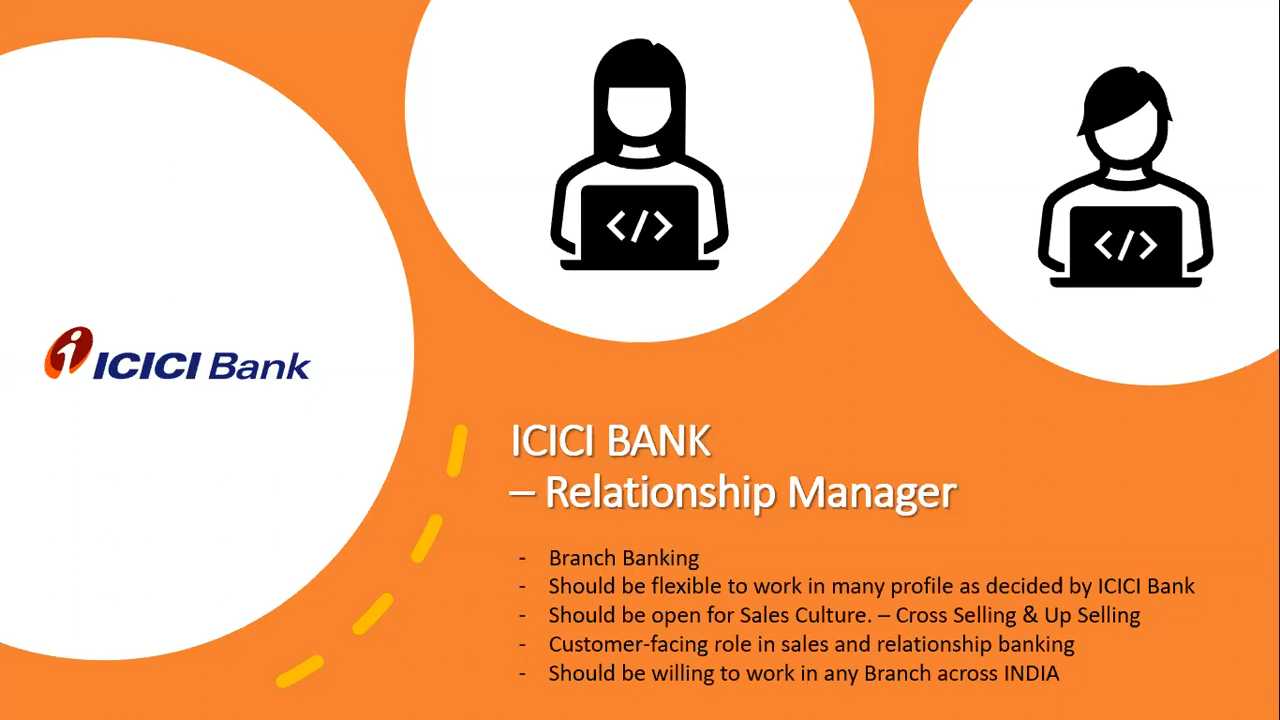 ICICI Bank
</>
</>
ICICI BANK
– Relationship Manager
- Branch Banking
- Should be flexible to work in many profile as decided by ICICI Bank
- Should be open for Sales Culture. – Cross Selling & Up Selling
- Customer-facing role in sales and relationship banking
- Should be willing to work in any Branch across INDIA